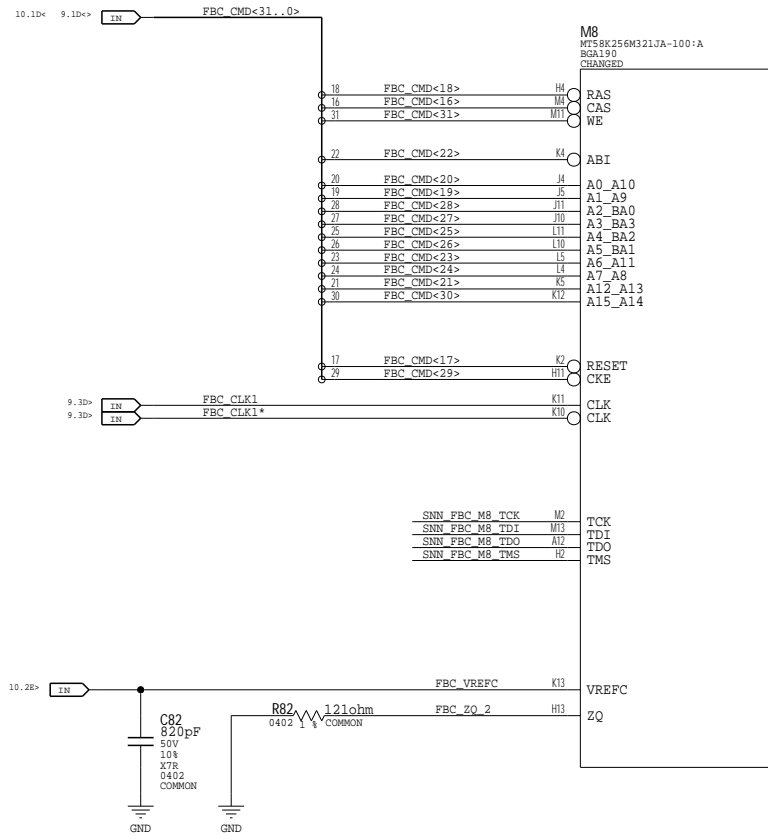 10.1D< 9.1D<> IN FBC_CMD<31..0>
M8
MT58K256M321JA-100:A
BGA190
CHANGED
18 FBC_CMD<18> H4 RAS
16 FBC_CMD<16> M4 CAS
31 FBC_CMD<31> M11 WE
22 FBC_CMD<22> K4 ABI
20 FBC_CMD<20> J4 A0_A10
19 FBC_CMD<19> J5 A1_A9
28 FBC_CMD<28> J11 A2_BA0
27 FBC_CMD<27> J10 A3_BA3
25 FBC_CMD<25> L11 A4_BA2
26 FBC_CMD<26> L10 A5_BA1
23 FBC_CMD<23> L5 A6_A11
24 FBC_CMD<24> L4 A7_A8
21 FBC_CMD<21> K5 A12_A13
30 FBC_CMD<30> K12 A15_A14
17 FBC_CMD<17> K2 RESET
29 FBC_CMD<29> H11 CKE
9.3D> IN FBC_CLK1 K11 CLK
9.3D> IN FBC_CLK1* K10 CLK
SNN_FBC_M8_TCK M2 TCK
SNN_FBC_M8_TDI M13 TDI
SNN_FBC_M8_TDO A12 TDO
SNN_FBC_M8_TMS H2 TMS
10.2E> IN FBC_VREFC K13 VREFC
R82 121ohm FBC_ZQ_2 H13 ZQ
0402 1 % COMMON
C82
820pF
50V
10%
X7R
0402
COMMON
GND GND